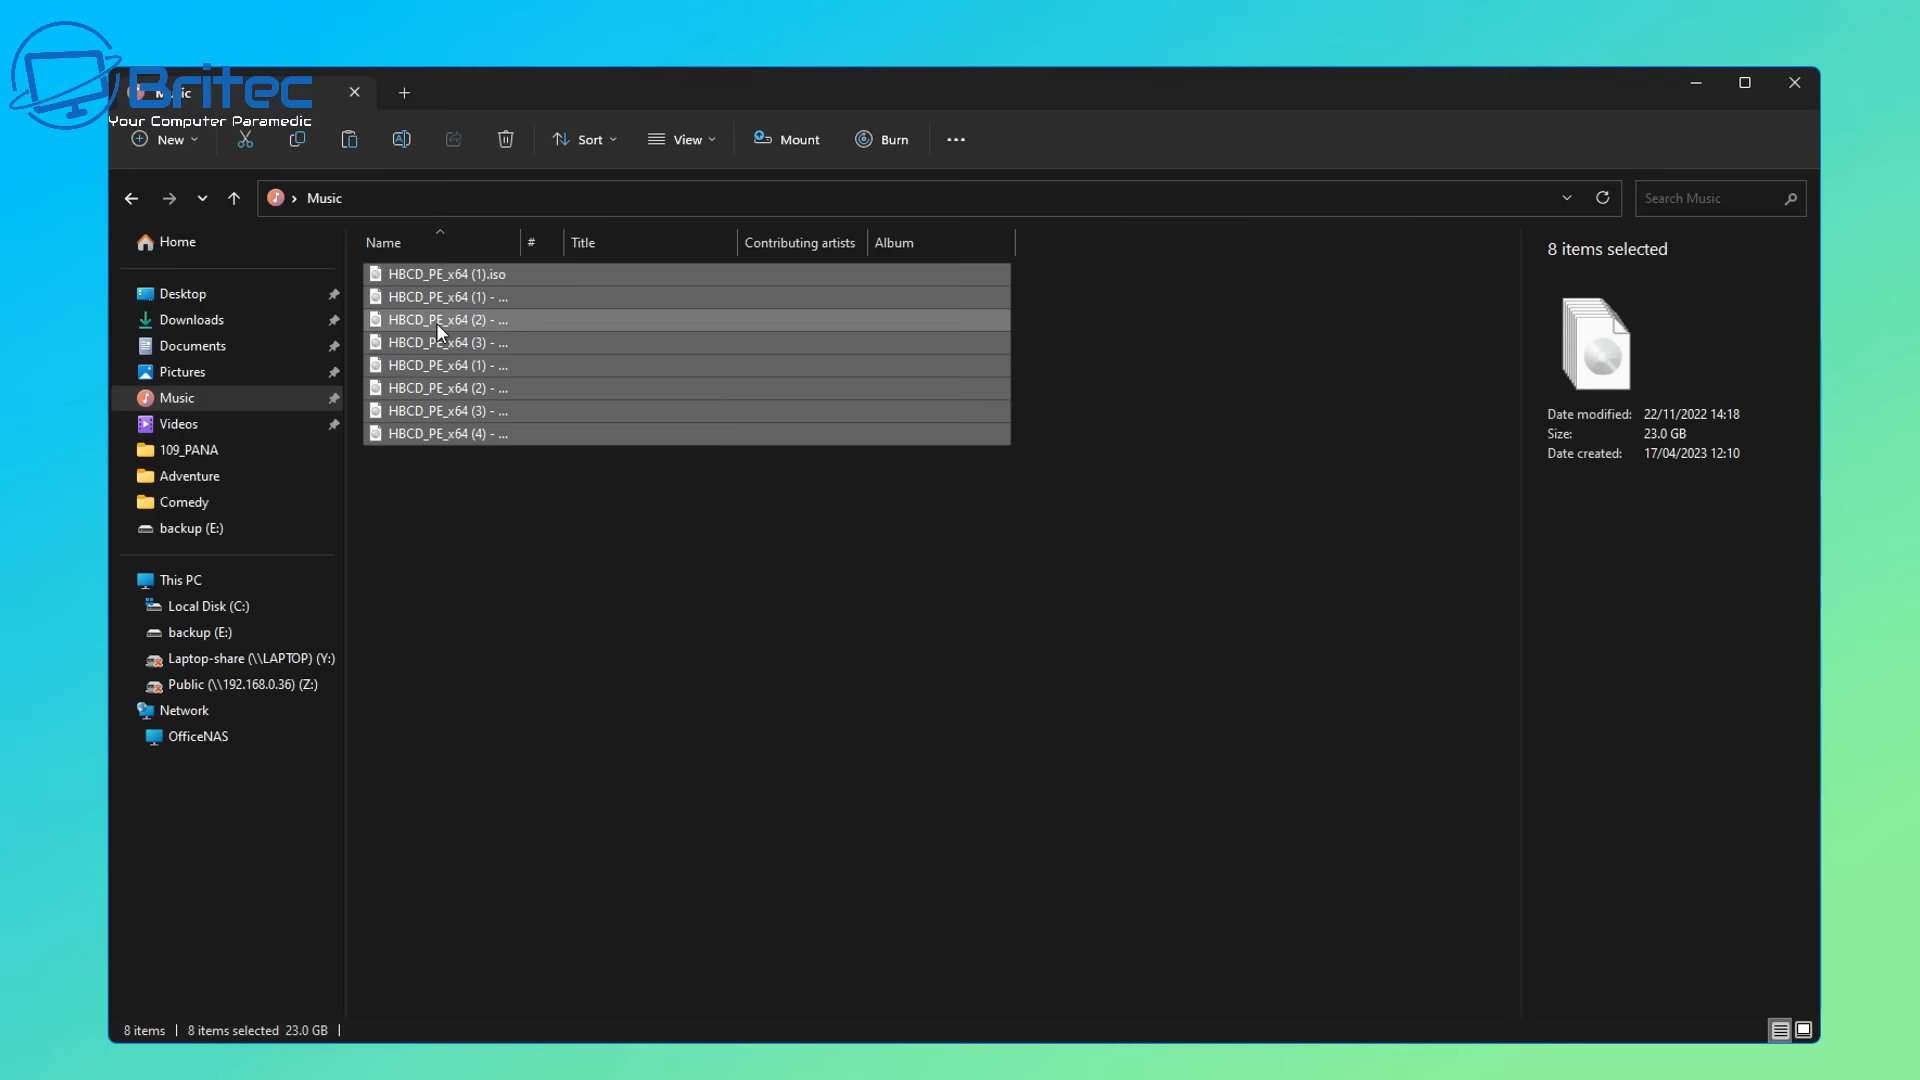 Britec
Your Computer Paramedic
Music
New
Sort
View
Mount
Burn
Music
Search Music
Home
Desktop
Downloads
Documents
Pictures
Music
Videos
109_PANA
Adventure
Comedy
backup (E:)
This PC
Local Disk (C:)
backup (E:)
Laptop-share (\\LAPTOP) (Y:)
Public (\\192.168.0.36) (Z:)
Network
OfficeNAS
Name # Title Contributing artists Album
HBCD_PE_x64 (1).iso
HBCD_PE_x64 (1) - ...
HBCD_PE_x64 (2) - ...
HBCD_PE_x64 (3) - ...
HBCD_PE_x64 (1) - ...
HBCD_PE_x64 (2) - ...
HBCD_PE_x64 (3) - ...
HBCD_PE_x64 (4) - ...
8 items selected
Date modified: 22/11/2022 14:18
Size: 23.0 GB
Date created: 17/04/2023 12:10
8 items 8 items selected 23.0 GB